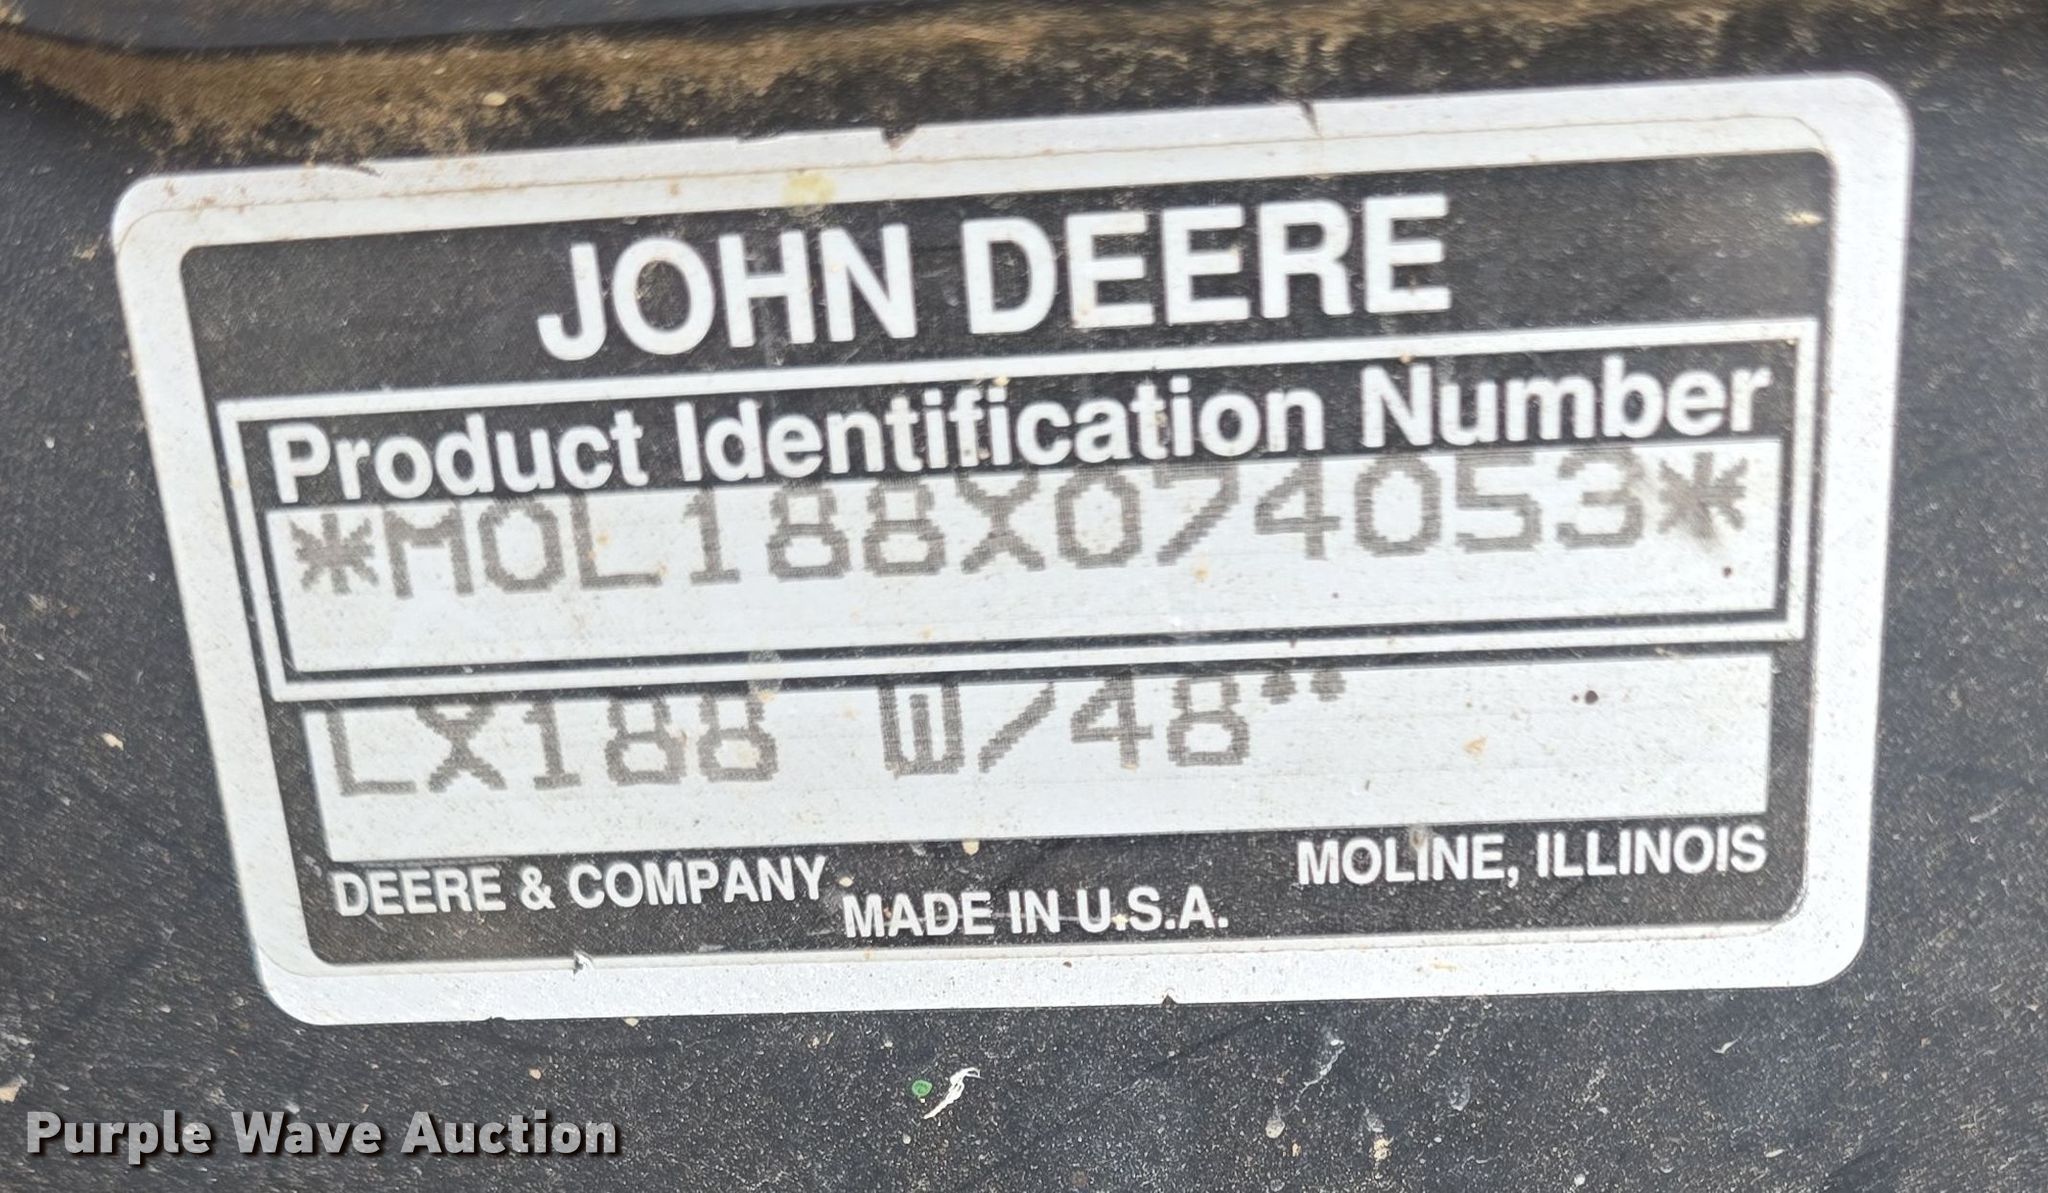 JOHN DEERE
Product Identification Number
*MOL188X074053*
LX188 W/48"
DEERE & COMPANY
MOLINE, ILLINOIS
MADE IN U.S.A.
Purple Wave Auction